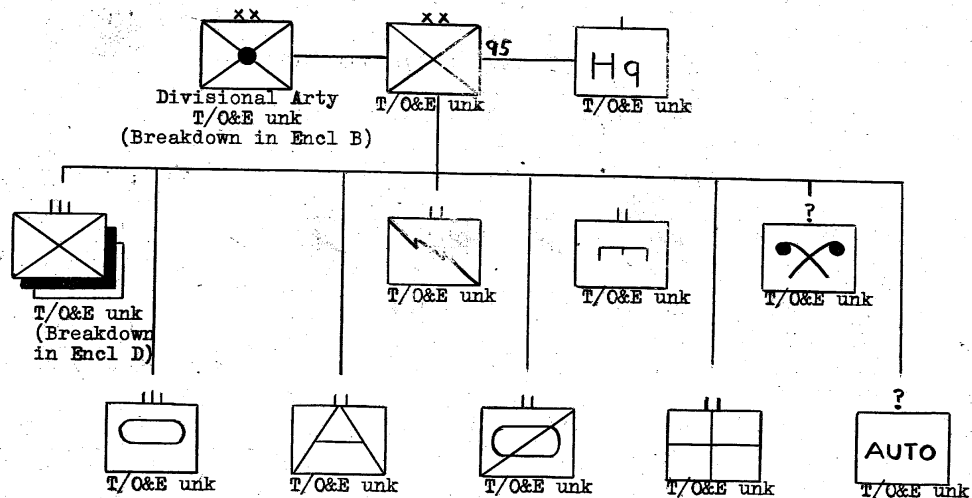 XX
XX
95
Hq
Divisional Arty
T/O&E unk
(Breakdown in Encl B)
T/O&E unk
T/O&E unk
III
II
II
?
T/O&E unk
(Breakdown
in Encl D)
T/O&E unk
T/O&E unk
T/O&E unk
III
II
II
II
?
AUTO
T/O&E unk
T/O&E unk
T/O&E unk
T/O&E unk
T/O&E unk